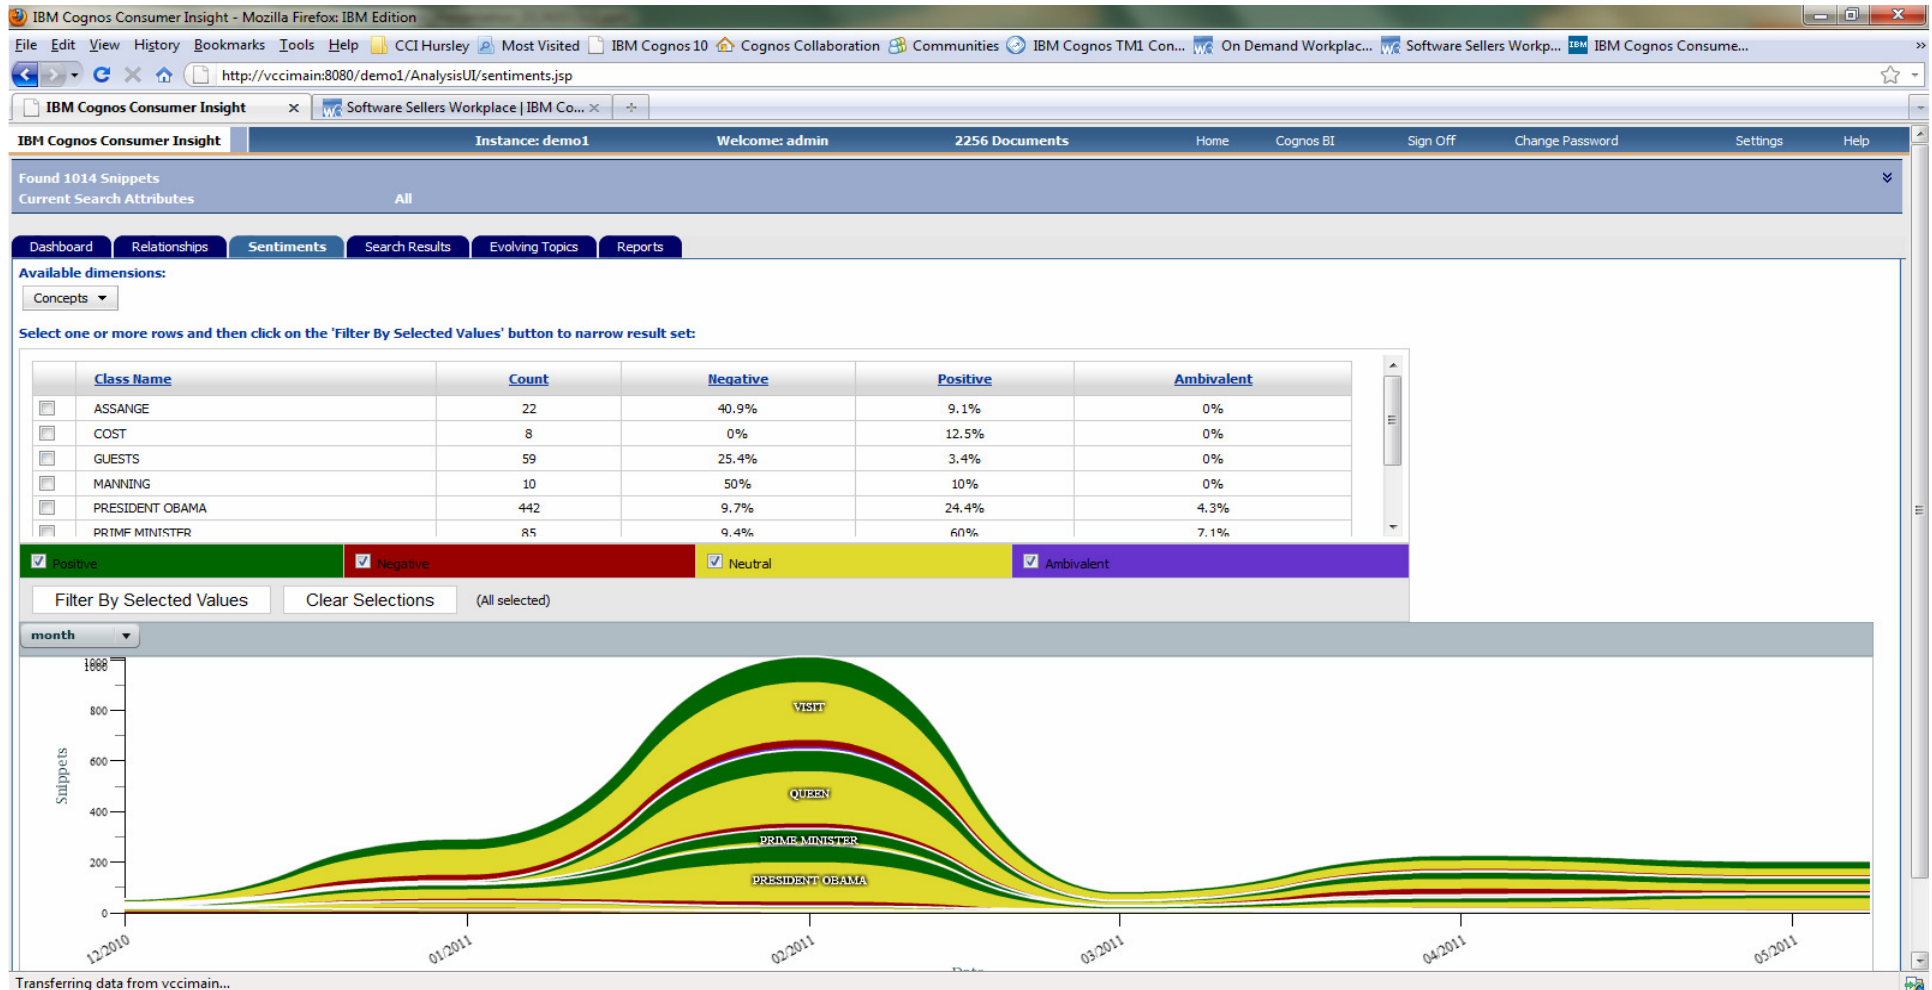 IBM Cognos Consumer Insight - Mozilla Firefox: IBM Edition
File Edit View History Bookmarks Tools Help CCI Hursley Most Visited IBM Cognos 10 Cognos Collaboration Communities IBM Cognos TM1 Con... On Demand Workplac... Software Sellers Workp... IBM Cognos Consume...
http://vccimain:8080/demo1/AnalysisUI/sentiments.jsp
IBM Cognos Consumer Insight Software Sellers Workplace | IBM Co...
IBM Cognos Consumer Insight Instance: demo1 Welcome: admin 2256 Documents Home Cognos BI Sign Off Change Password Settings Help
Found 1014 Snippets
Current Search Attributes All
Dashboard Relationships Sentiments Search Results Evolving Topics Reports
Available dimensions:
Concepts
Select one or more rows and then click on the 'Filter By Selected Values' button to narrow result set:
Class Name Count Negative Positive Ambivalent
ASSANGE 22 40.9% 9.1% 0%
COST 8 0% 12.5% 0%
GUESTS 59 25.4% 3.4% 0%
MANNING 10 50% 10% 0%
PRESIDENT OBAMA 442 9.7% 24.4% 4.3%
PRIME MINISTER 85 9.4% 60% 7.1%
Positive Negative Neutral Ambivalent
Filter By Selected Values Clear Selections (All selected)
month
1000
800
VISIT
Snippets
600
QUEEN
400
PRIME MINISTER
200
PRESIDENT OBAMA
0
12/2010 01/2011 02/2011 03/2011 04/2011 05/2011
Transferring data from vccimain...